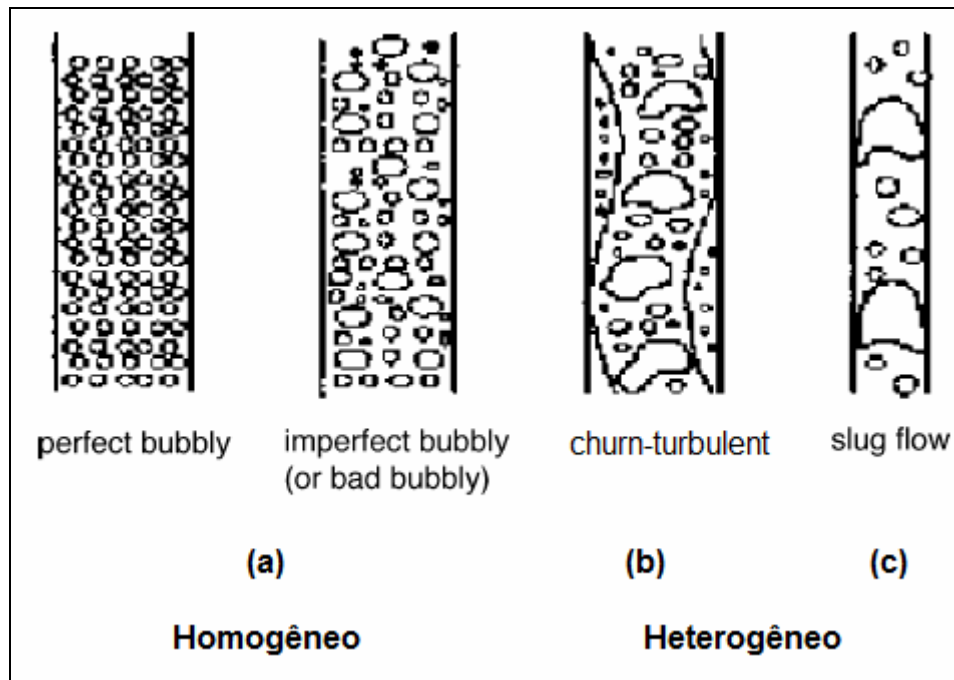 perfect bubbly
imperfect bubbly
(or bad bubbly)
churn-turbulent
slug flow
(a)
(b)
(c)
Homogêneo
Heterogêneo